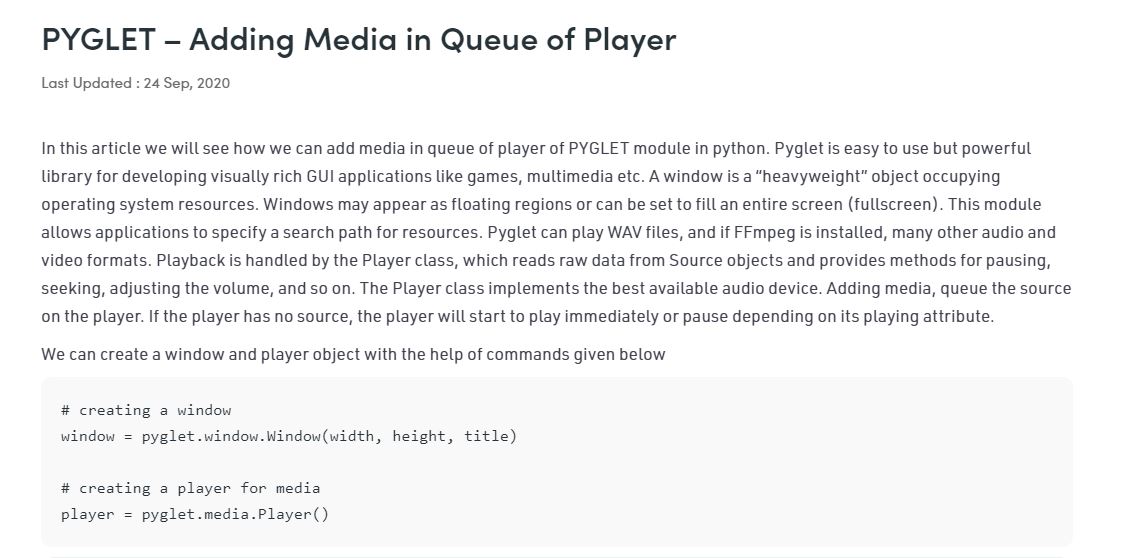 PYGLET – Adding Media in Queue of Player
Last Updated : 24 Sep, 2020
In this article we will see how we can add media in queue of player of PYGLET module in python. Pyglet is easy to use but powerful
library for developing visually rich GUI applications like games, multimedia etc. A window is a “heavyweight” object occupying
operating system resources. Windows may appear as floating regions or can be set to fill an entire screen (fullscreen). This module
allows applications to specify a search path for resources. Pyglet can play WAV files, and if FFmpeg is installed, many other audio and
video formats. Playback is handled by the Player class, which reads raw data from Source objects and provides methods for pausing,
seeking, adjusting the volume, and so on. The Player class implements the best available audio device. Adding media, queue the source
on the player. If the player has no source, the player will start to play immediately or pause depending on its playing attribute.
We can create a window and player object with the help of commands given below
# creating a window
window = pyglet.window.Window(width, height, title)
# creating a player for media
player = pyglet.media.Player()